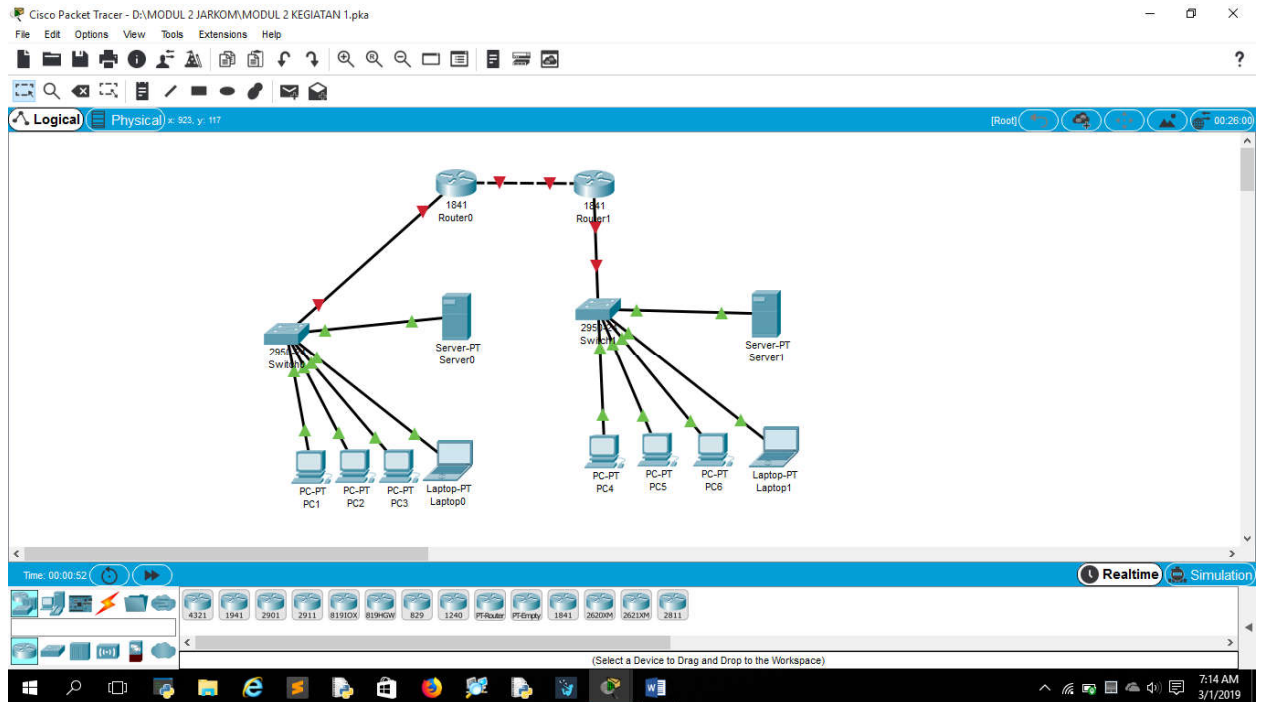 Cisco Packet Tracer - D:\MODUL 2 JARKOM\MODUL 2 KEGIATAN 1.pka
File Edit Options View Tools Extensions Help
?
Logical Physical x: 923, y: 117 [Root] 00:26:00
1841
Router0
1841
Router1
Server-PT
Server0
Server-PT
Server1
PC-PT
PC1
PC-PT
PC2
PC-PT
PC3
Laptop-PT
Laptop0
PC-PT
PC4
PC-PT
PC5
PC-PT
PC6
Laptop-PT
Laptop1
Time: 00:00:52 Realtime Simulation
4321 1941 2901 2911 819IOX 819HGW 829 1240 PT-Router PT-Empty 1841 2620XM 2621XM 2811
(Select a Device to Drag and Drop to the Workspace)
7:14 AM
3/1/2019